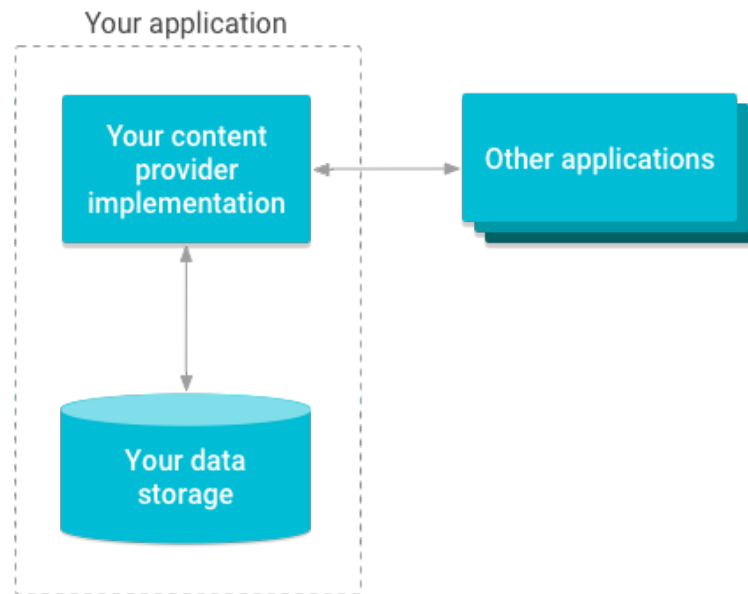 Your application
Your content
provider
implementation
Other applications
Your data
storage